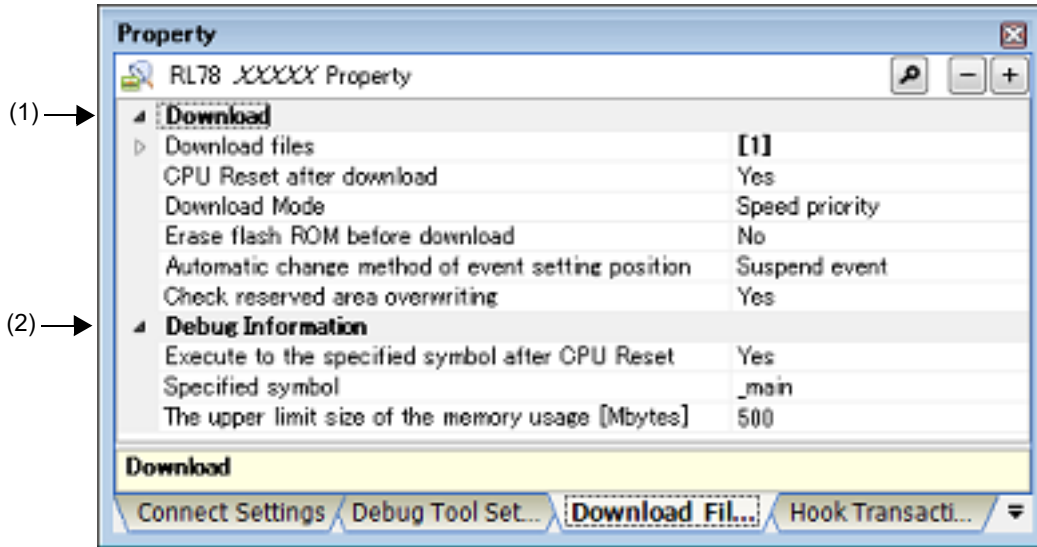 Property
RL78 XXXXX Property
(1) Download
Download files [1]
CPU Reset after download Yes
Download Mode Speed priority
Erase flash ROM before download No
Automatic change method of event setting position Suspend event
Check reserved area overwriting Yes
(2) Debug Information
Execute to the specified symbol after CPU Reset Yes
Specified symbol _main
The upper limit size of the memory usage [Mbytes] 500
Download
Connect Settings Debug Tool Set... Download Fil... Hook Transacti...